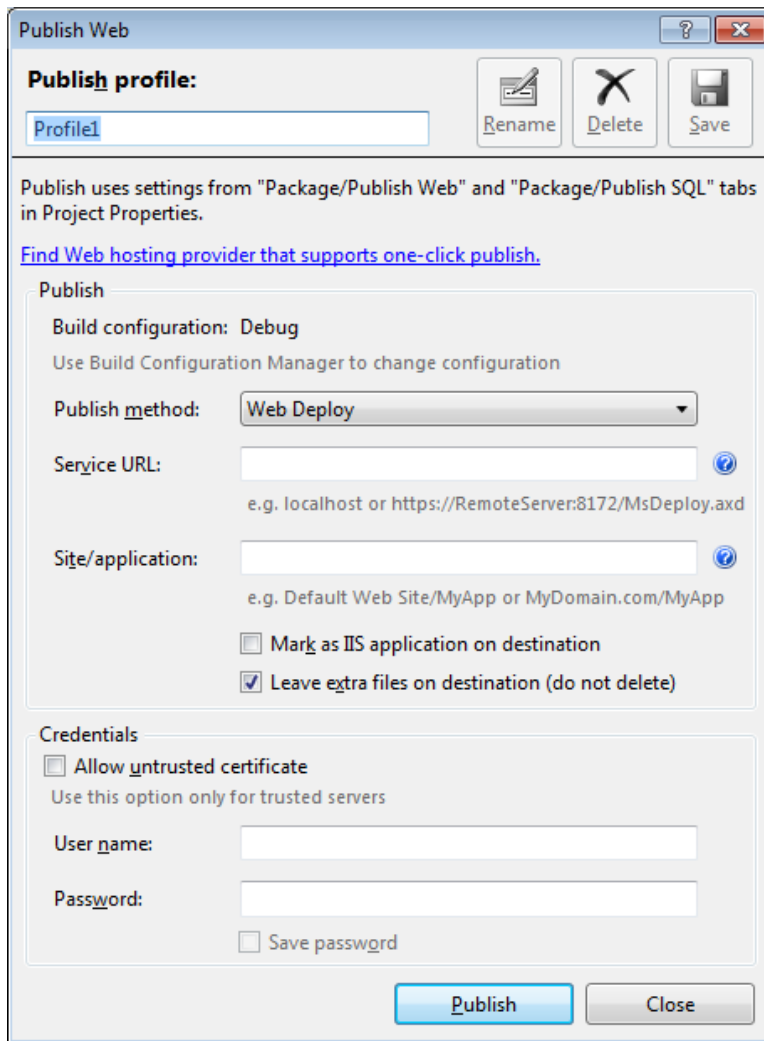 Publish Web
Publish profile:
Profile1
Rename Delete Save
Publish uses settings from "Package/Publish Web" and "Package/Publish SQL" tabs
in Project Properties.
Find Web hosting provider that supports one-click publish.
Publish
Build configuration: Debug
Use Build Configuration Manager to change configuration
Publish method: Web Deploy
Service URL:
e.g. localhost or https://RemoteServer:8172/MsDeploy.axd
Site/application:
e.g. Default Web Site/MyApp or MyDomain.com/MyApp
Mark as IIS application on destination
Leave extra files on destination (do not delete)
Credentials
Allow untrusted certificate
Use this option only for trusted servers
User name:
Password:
Save password
Publish Close